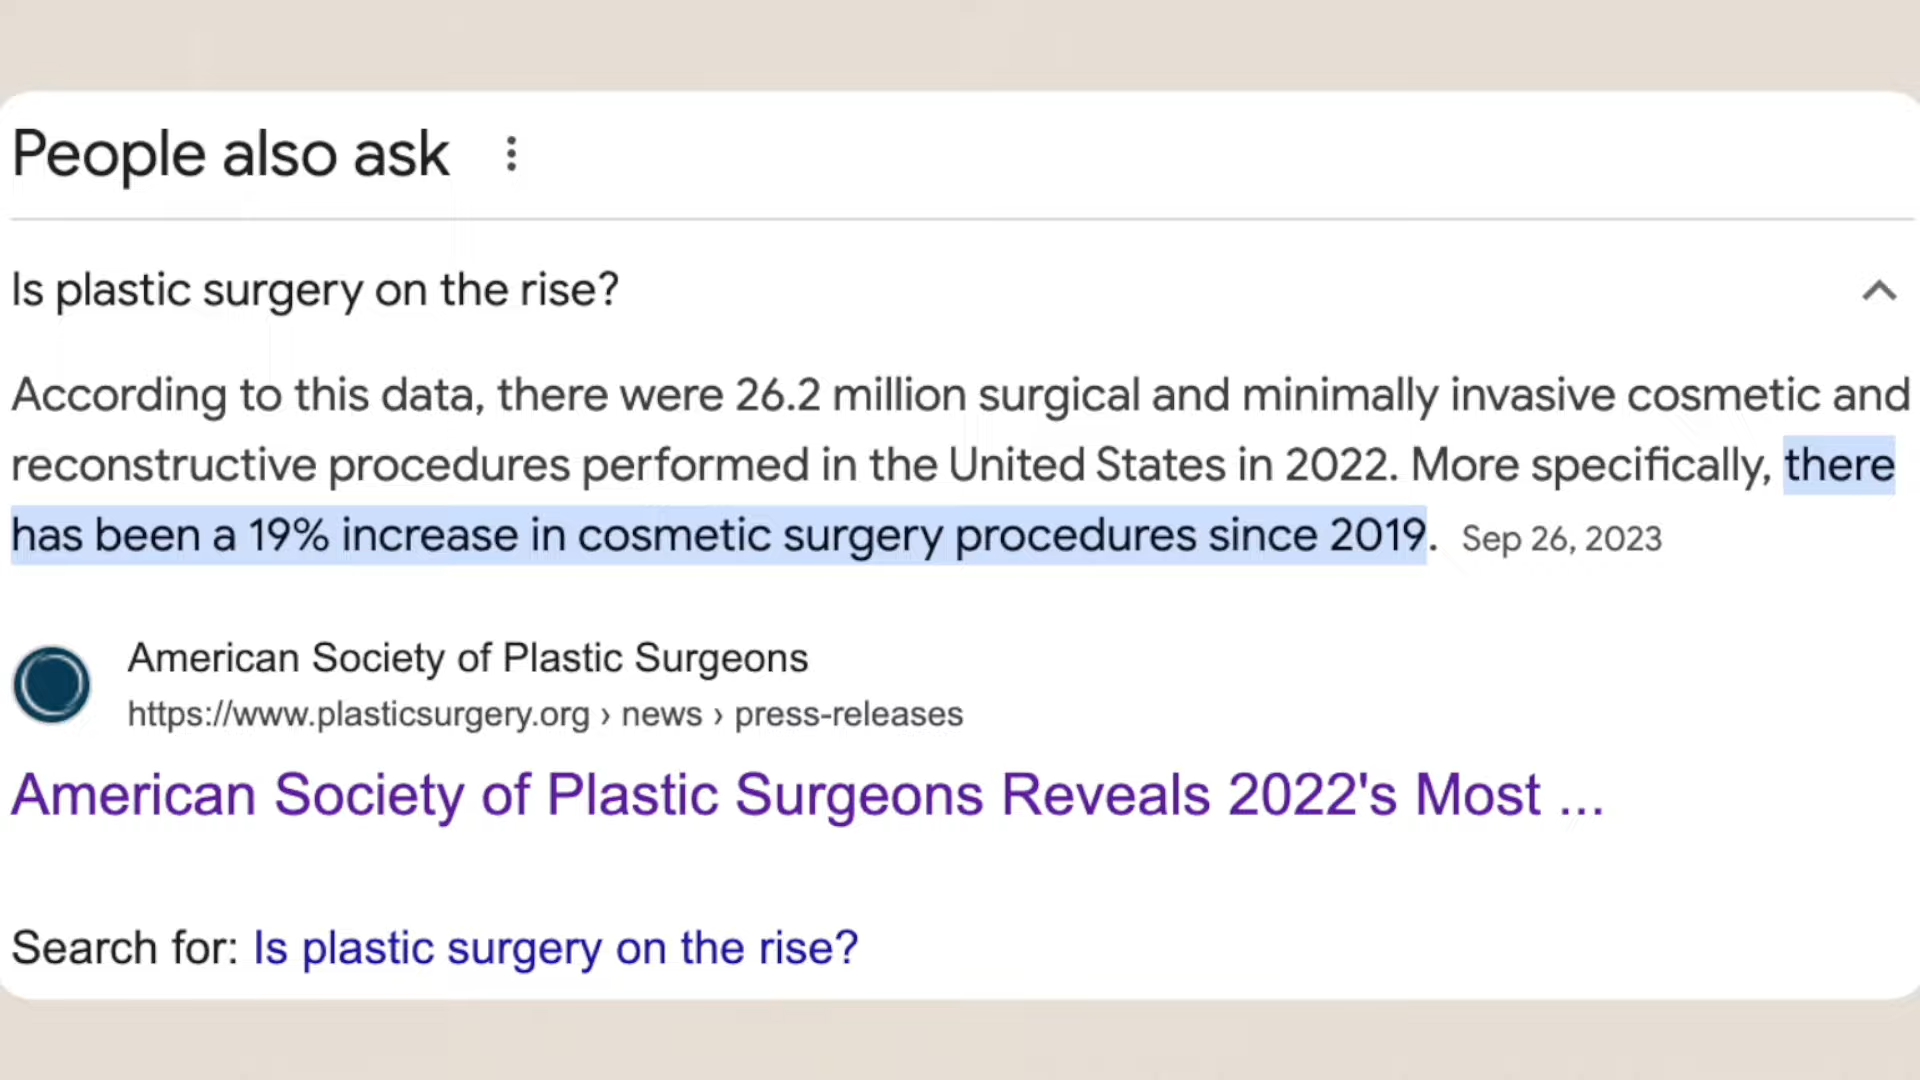 People also ask
Is plastic surgery on the rise?
According to this data, there were 26.2 million surgical and minimally invasive cosmetic and
reconstructive procedures performed in the United States in 2022. More specifically, there
has been a 19% increase in cosmetic surgery procedures since 2019. Sep 26, 2023
American Society of Plastic Surgeons
https://www.plasticsurgery.org › news › press-releases
American Society of Plastic Surgeons Reveals 2022's Most ...
Search for: Is plastic surgery on the rise?